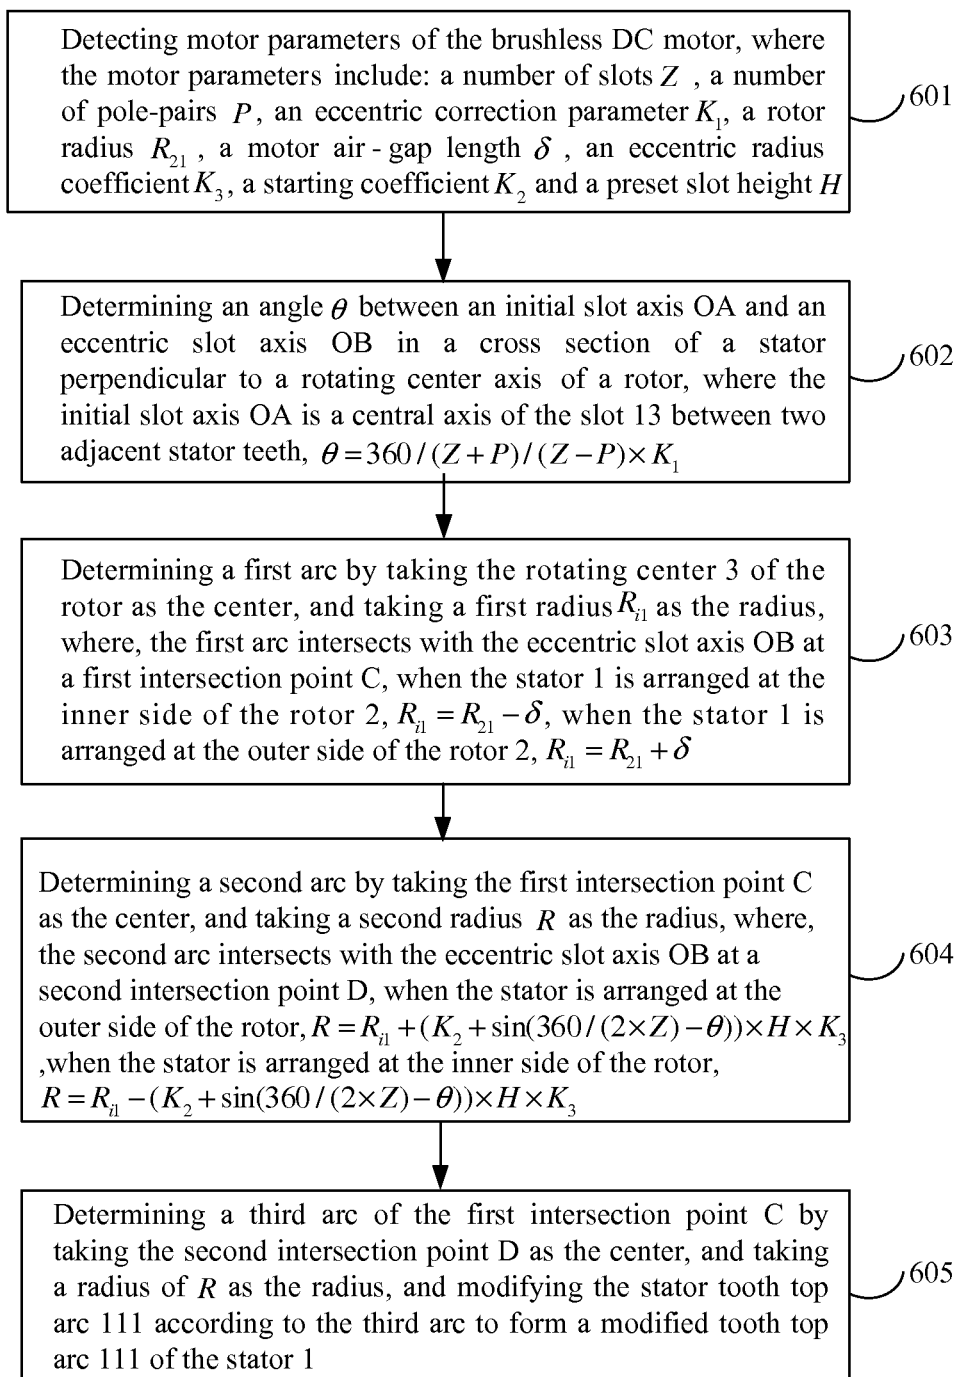 Detecting motor parameters of the brushless DC motor, where
the motor parameters include: a number of slots Z , a number
of pole-pairs P, an eccentric correction parameter K₁, a rotor
radius R₂₁ , a motor air-gap length δ , an eccentric radius
coefficient K₃, a starting coefficient K₂ and a preset slot height H
601
Determining an angle θ between an initial slot axis OA and an
eccentric slot axis OB in a cross section of a stator
perpendicular to a rotating center axis of a rotor, where the
initial slot axis OA is a central axis of the slot 13 between two
adjacent stator teeth, θ=360/(Z+P)/(Z−P)×K₁
602
Determining a first arc by taking the rotating center 3 of the
rotor as the center, and taking a first radius Rᵢ₁ as the radius,
where, the first arc intersects with the eccentric slot axis OB at
a first intersection point C, when the stator 1 is arranged at the
inner side of the rotor 2, Rᵢ₁ = R₂₁ − δ, when the stator 1 is
arranged at the outer side of the rotor 2, Rᵢ₁ = R₂₁ + δ
603
Determining a second arc by taking the first intersection point C
as the center, and taking a second radius R as the radius, where,
the second arc intersects with the eccentric slot axis OB at a
second intersection point D, when the stator is arranged at the
outer side of the rotor, R = Rᵢ₁ + (K₂ + sin(360/(2×Z)−θ))×H×K₃
,when the stator is arranged at the inner side of the rotor,
R = Rᵢ₁ − (K₂ + sin(360/(2×Z)−θ))×H×K₃
604
Determining a third arc of the first intersection point C by
taking the second intersection point D as the center, and taking
a radius of R as the radius, and modifying the stator tooth top
arc 111 according to the third arc to form a modified tooth top
arc 111 of the stator 1
605